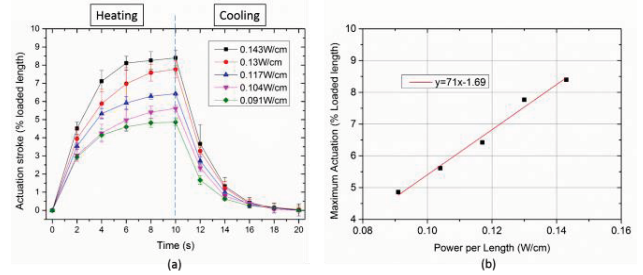 Heating
Cooling
10
9
8
7
6
5
4
3
2
1
0
0 2 4 6 8 10 12 14 16 18 20
Actuation stroke (% loaded length)
Time (s)
0.143W/cm
0.13W/cm
0.117W/cm
0.104W/cm
0.091W/cm
(a)
10
9
8
7
6
5
4
0.08 0.10 0.12 0.14 0.16
Maximum Actuation (% Loaded length)
Power per Length (W/cm)
y=71x-1.69
(b)